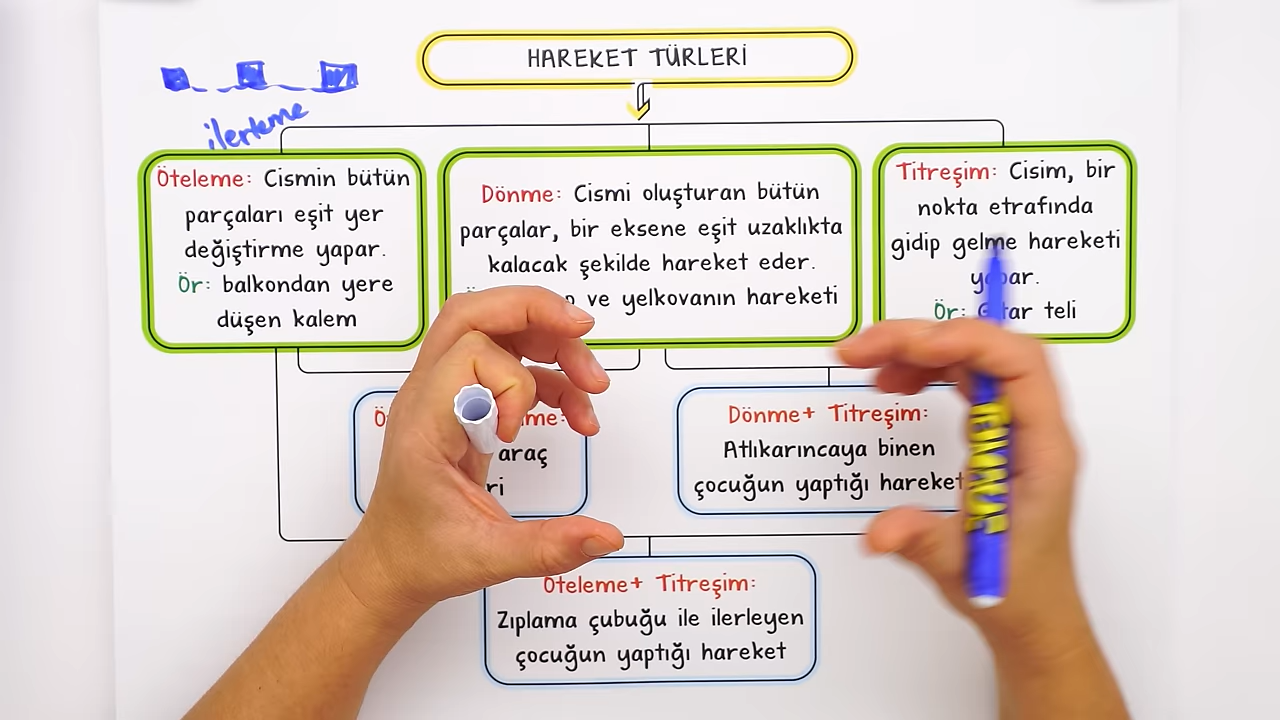 HAREKET TÜRLERİ
ilerleme
Öteleme: Cismin bütün
parçaları eşit yer
değiştirme yapar.
Ör: balkondan yere
düşen kalem
Dönme: Cismi oluşturan bütün
parçalar, bir eksene eşit uzaklıkta
kalacak şekilde hareket eder.
ve yelkovanın hareketi
Titreşim: Cisim, bir
nokta etrafında
gidip gelme hareketi
yapar.
Ör: Gitar teli
araç
Dönme+ Titreşim:
Atlıkarıncaya binen
çocuğun yaptığı hareket
Öteleme+ Titreşim:
Zıplama çubuğu ile ilerleyen
çocuğun yaptığı hareket